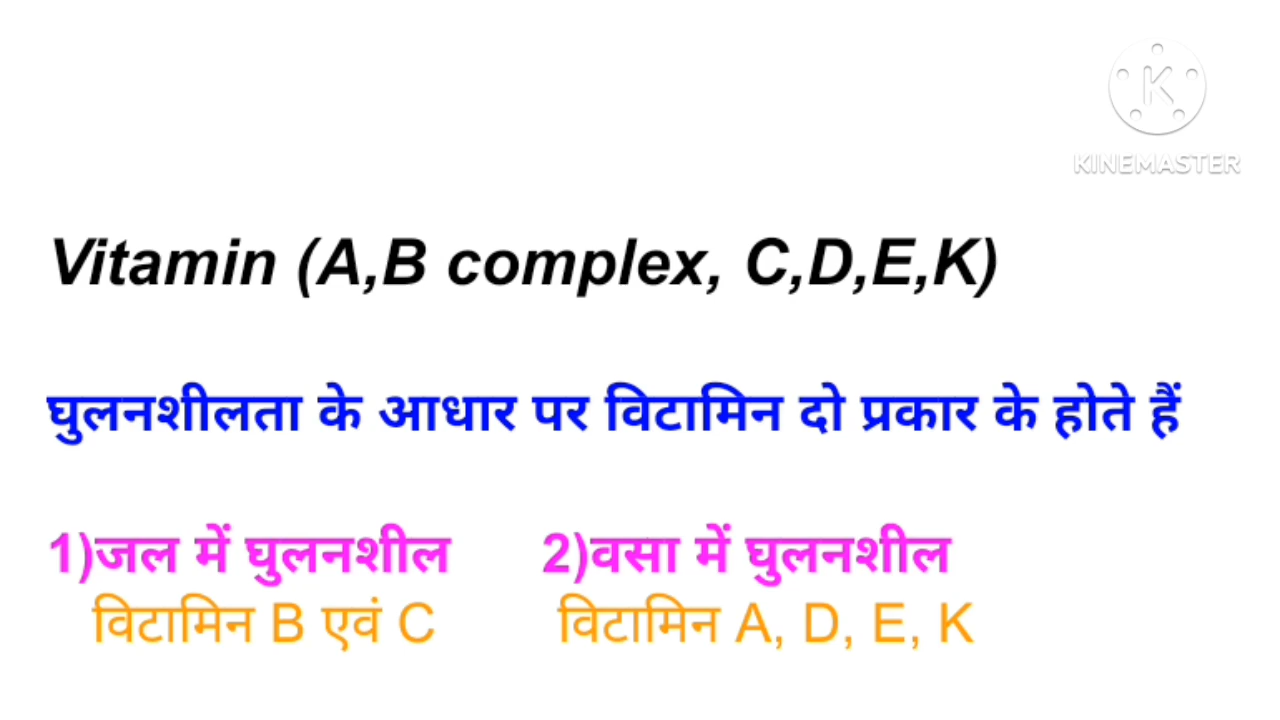 KINEMASTER
Vitamin (A,B complex, C,D,E,K)
घुलनशीलता के आधार पर विटामिन दो प्रकार के होते हैं
1)जल में घुलनशील 2)वसा में घुलनशील
विटामिन B एवं C विटामिन A, D, E, K